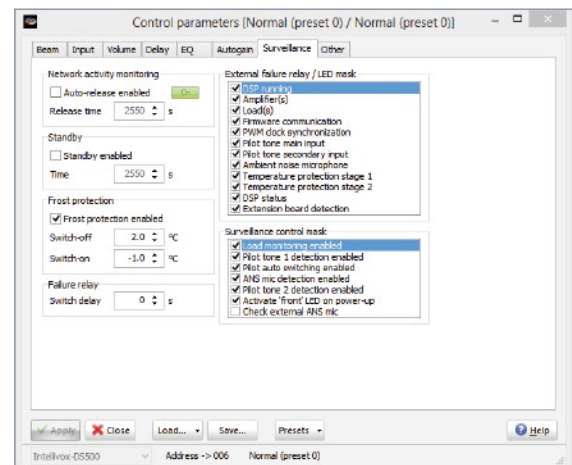 Control parameters [Normal (preset 0) / Normal (preset 0)]
Beam Input Volume Delay EQ Autogain Surveillance Other
Network activity monitoring
Auto-release enabled On
Release time 2550 s
Standby
Standby enabled
Time 2550 s
Frost protection
Frost protection enabled
Switch-off 2.0 °C
Switch-on -1.0 °C
Failure relay
Switch delay 0 s
External failure relay / LED mask
DSP running
Amplifier(s)
Load(s)
Firmware communication
PWM clock synchronization
Pilot tone main input
Pilot tone secondary input
Ambient noise microphone
Temperature protection stage 1
Temperature protection stage 2
DSP status
Extension board detection
Surveillance control mask
Load monitoring enabled
Pilot tone 1 detection enabled
Pilot auto switching enabled
ANS mic detection enabled
Pilot tone 2 detection enabled
Activate 'front' LED on power-up
Check external ANS mic
Apply Close Load... Save... Presets Help
Intellivox-DS500 Address -> 006 Normal (preset 0)